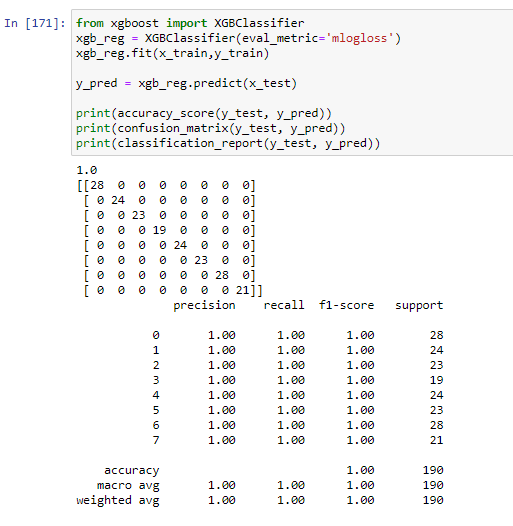 In [171]: from xgboost import XGBClassifier
xgb_reg = XGBClassifier(eval_metric='mlogloss')
xgb_reg.fit(x_train,y_train)
y_pred = xgb_reg.predict(x_test)
print(accuracy_score(y_test, y_pred))
print(confusion_matrix(y_test, y_pred))
print(classification_report(y_test, y_pred))
1.0
[[28  0  0  0  0  0  0  0]
 [ 0 24  0  0  0  0  0  0]
 [ 0  0 23  0  0  0  0  0]
 [ 0  0  0 19  0  0  0  0]
 [ 0  0  0  0 24  0  0  0]
 [ 0  0  0  0  0 23  0  0]
 [ 0  0  0  0  0  0 28  0]
 [ 0  0  0  0  0  0  0 21]]
              precision    recall  f1-score   support
           0       1.00      1.00      1.00        28
           1       1.00      1.00      1.00        24
           2       1.00      1.00      1.00        23
           3       1.00      1.00      1.00        19
           4       1.00      1.00      1.00        24
           5       1.00      1.00      1.00        23
           6       1.00      1.00      1.00        28
           7       1.00      1.00      1.00        21
    accuracy                           1.00       190
   macro avg       1.00      1.00      1.00       190
weighted avg       1.00      1.00      1.00       190